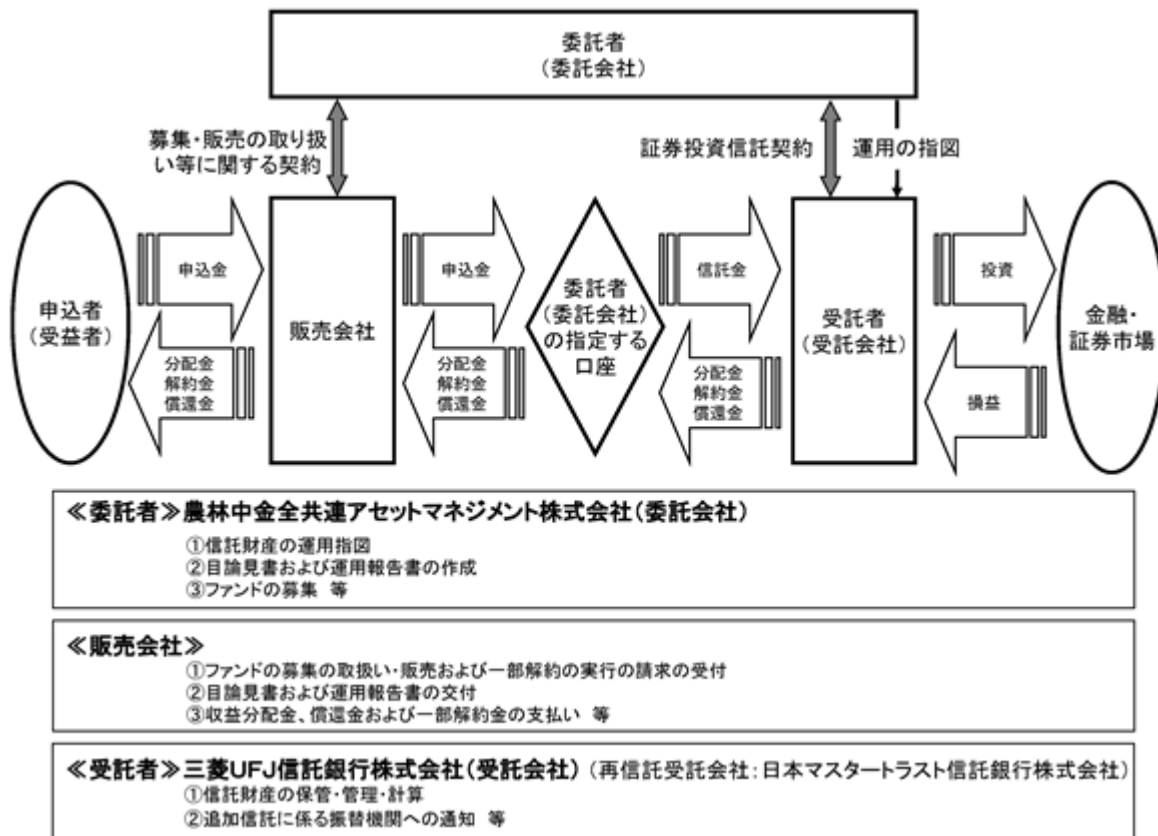 委託者
(委託会社)
募集・販売の取り扱
い等に関する契約
証券投資信託契約
運用の指図
申込者
(受益者)
申込金
分配金
解約金
償還金
販売会社
申込金
分配金
解約金
償還金
委託者
(委託会社)
の指定する
口座
信託金
分配金
解約金
償還金
受託者
(受託会社)
投資
損益
金融・
証券市場
≪委託者≫農林中金全共連アセットマネジメント株式会社(委託会社)
①信託財産の運用指図
②目論見書および運用報告書の作成
③ファンドの募集 等
≪販売会社≫
①ファンドの募集の取扱い・販売および一部解約の実行の請求の受付
②目論見書および運用報告書の交付
③収益分配金、償還金および一部解約金の支払い 等
≪受託者≫三菱UFJ信託銀行株式会社(受託会社) (再信託受託会社:日本マスタートラスト信託銀行株式会社)
①信託財産の保管・管理・計算
②追加信託に係る振替機関への通知 等